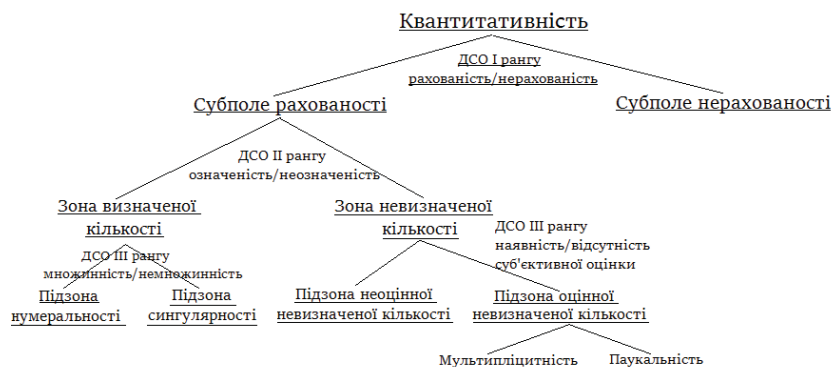 Квантитативність
ДСО І рангу
рахованість/нерахованість
Субполе рахованості
Субполе нерахованості
ДСО ІІ рангу
означеність/неозначеність
Зона визначеної
кількості
Зона невизначеної
кількості
ДСО ІІІ рангу
наявність/відсутність
суб'єктивної оцінки
ДСО ІІІ рангу
множинність/немножинність
Підзона
нумеральності
Підзона
сингулярності
Підзона неоцінної
невизначеної кількості
Підзона оцінної
невизначеної кількості
Мультипліцитність
Паукальність